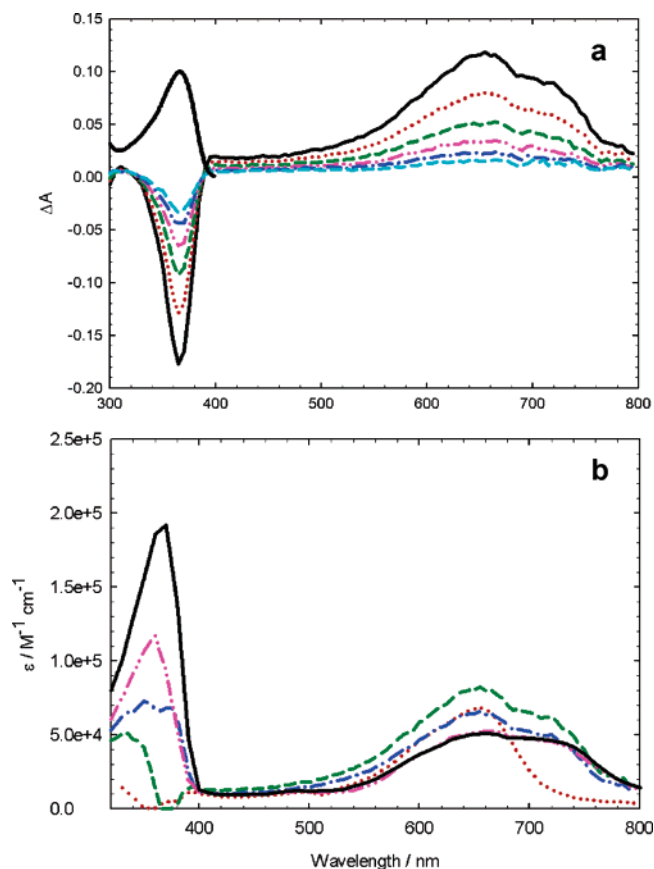 a
0.15
0.10
0.05
0.00
-0.05
-0.10
-0.15
-0.20
ΔA
300 400 500 600 700 800
b
2.5e+5
2.0e+5
1.5e+5
1.0e+5
5.0e+4
0.0
ε / M⁻¹ cm⁻¹
400 500 600 700 800
Wavelength / nm